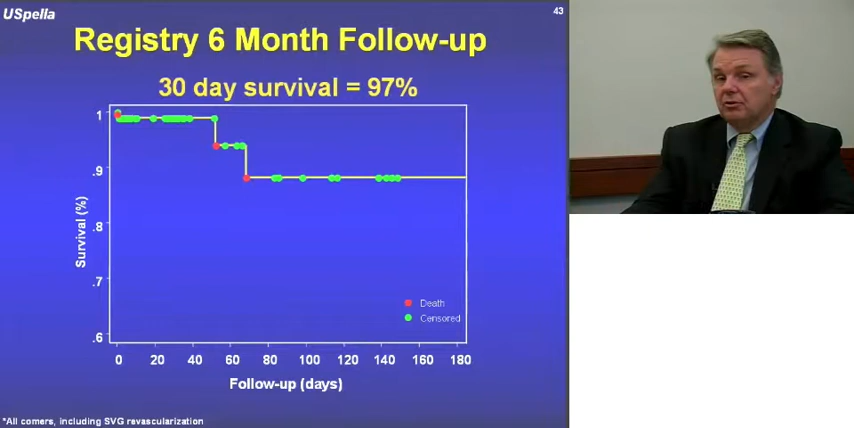 USpella
43
Registry 6 Month Follow-up
30 day survival = 97%
1
.9
.8
.7
.6
Survival (%)
Death
Censored
0 20 40 60 80 100 120 140 160 180
Follow-up (days)
*All comers, including SVG revascularization